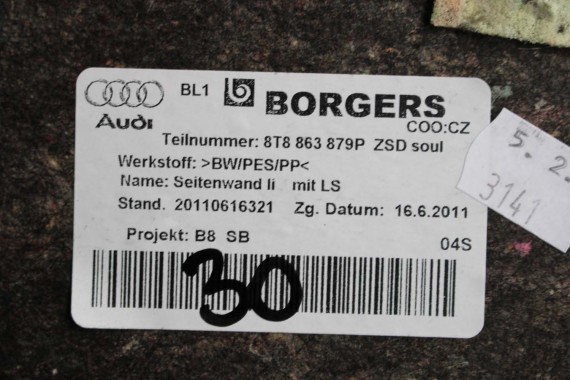 BL1 BORGERS
Audi
COO:CZ
Teilnummer: 8T8 863 879P ZSD soul
Werkstoff: >BW/PES/PP<
Name: Seitenwand li mit LS
Stand. 20110616321 Zg. Datum: 16.6.2011
Projekt: B8 SB
04S
30
5. 2.
3141